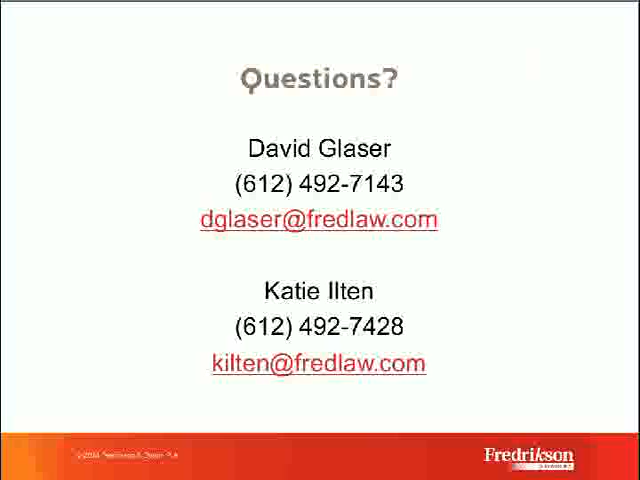 Questions?
David Glaser
(612) 492-7143
dglaser@fredlaw.com
Katie Ilten
(612) 492-7428
kilten@fredlaw.com
Fredrikson